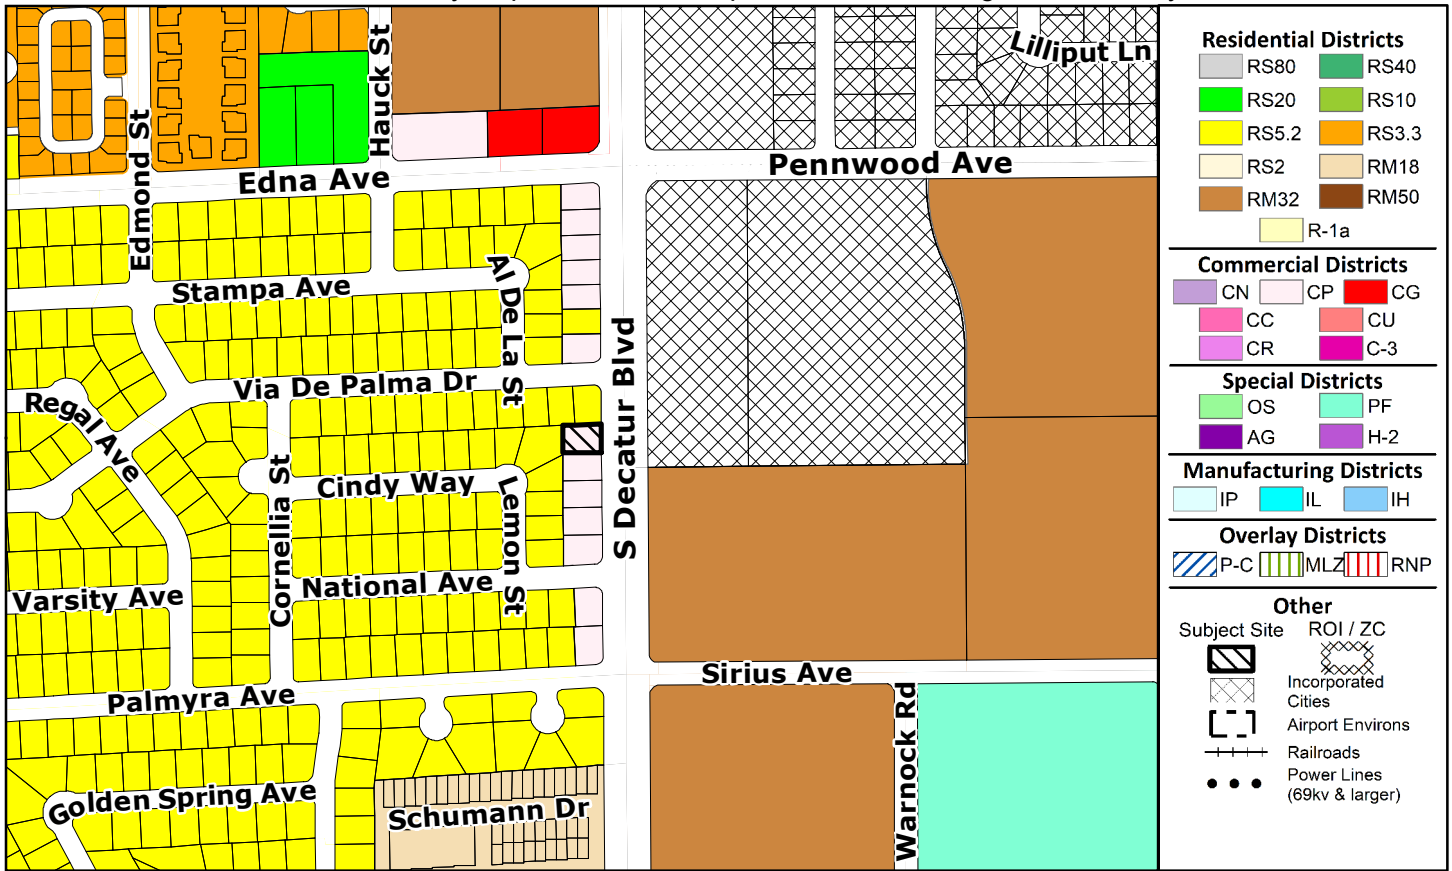 Lilliput Ln
Hauck St
Edmond St
Pennwood Ave
Edna Ave
Stampa Ave
Al De La St
S Decatur Blvd
Via De Palma Dr
Regal Ave
Cindy Way
Cornellia St
Lemon St
National Ave
Varsity Ave
Sirius Ave
Palmyra Ave
Warnock Rd
Golden Spring Ave
Schumann Dr
Residential Districts
RS80 RS40
RS20 RS10
RS5.2 RS3.3
RS2 RM18
RM32 RM50
R-1a
Commercial Districts
CN CP CG
CC CU
CR C-3
Special Districts
OS PF
AG H-2
Manufacturing Districts
IP IL IH
Overlay Districts
P-C MLZ RNP
Other
Subject Site ROI / ZC
Incorporated
Cities
Airport Environs
Railroads
Power Lines
(69kv & larger)